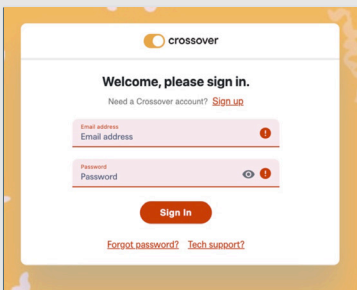 crossover
Welcome, please sign in.
Need a Crossover account? Sign up
Email address
Email address
Password
Password
Sign In
Forgot password? Tech support?